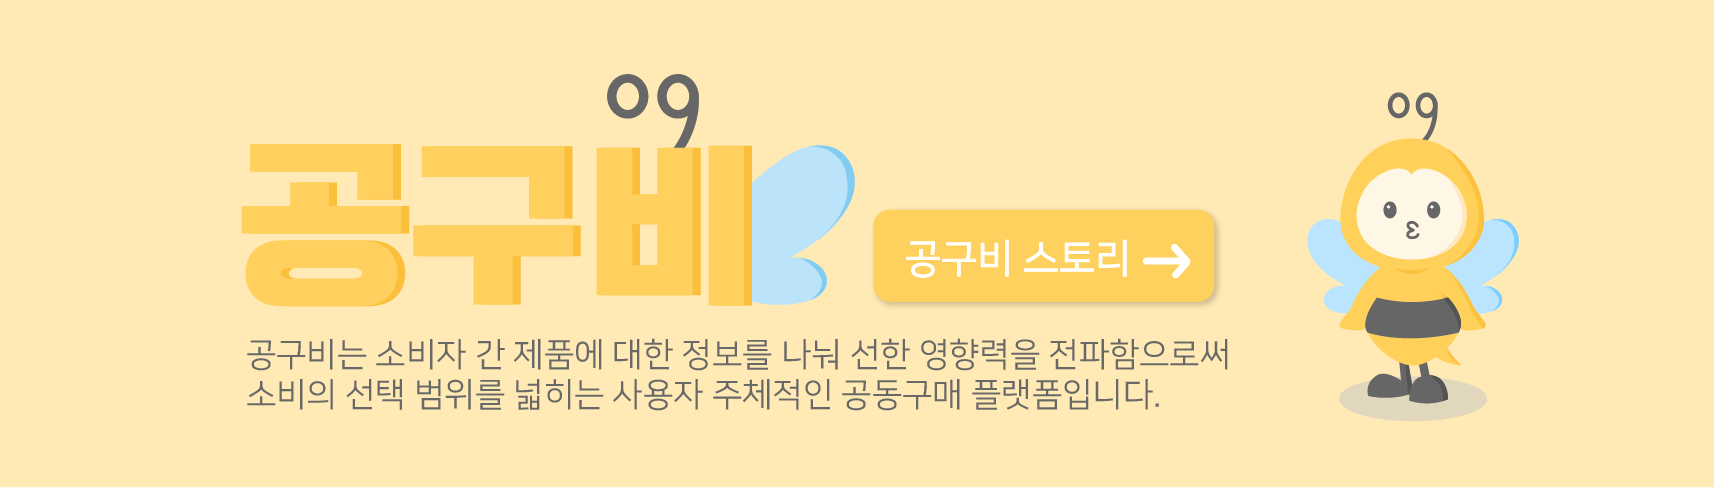 공구비
공구비 스토리 →
공구비는 소비자 간 제품에 대한 정보를 나눠 선한 영향력을 전파함으로써
소비의 선택 범위를 넓히는 사용자 주체적인 공동구매 플랫폼입니다.